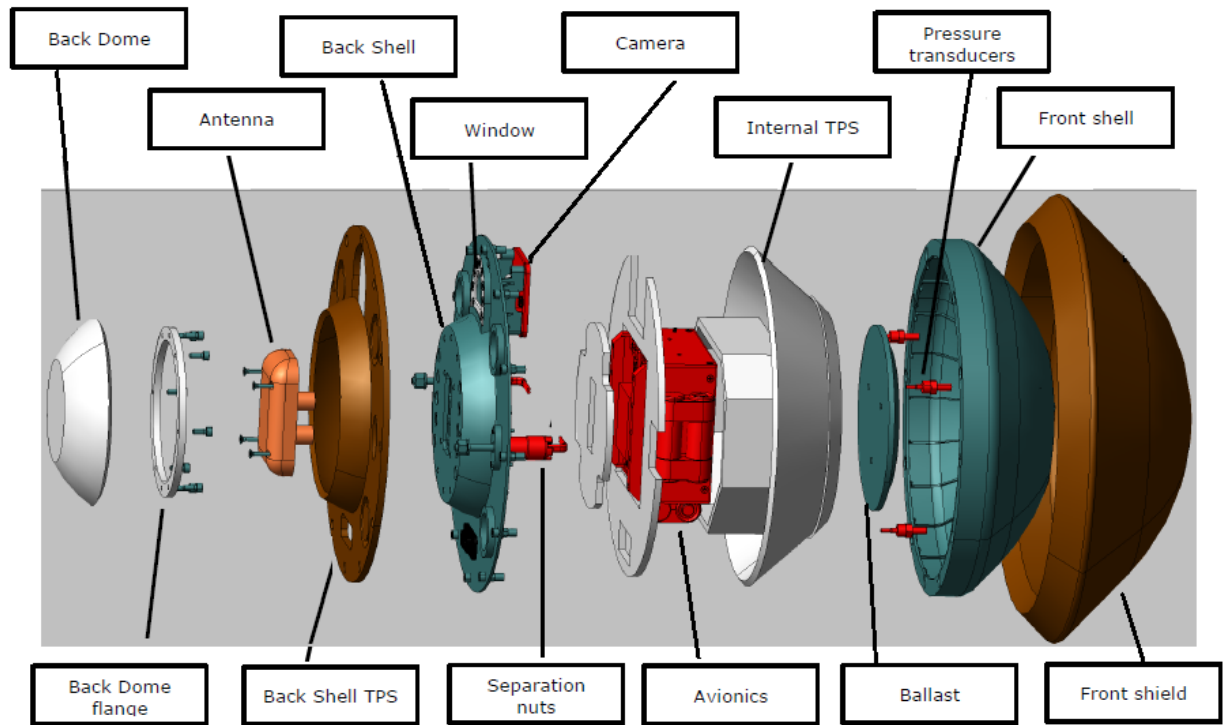 Back Dome
Back Shell
Camera
Pressure
transducers
Antenna
Window
Internal TPS
Front shell
Back Dome
flange
Back Shell TPS
Separation
nuts
Avionics
Ballast
Front shield